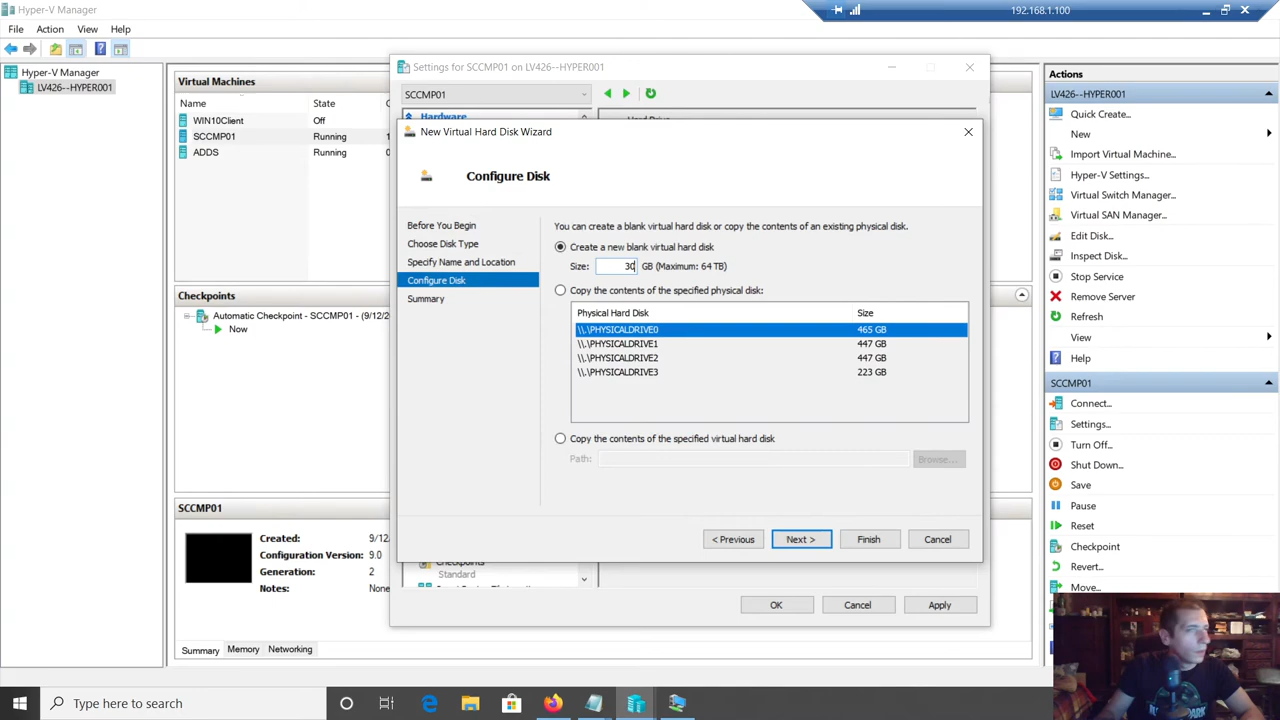 Hyper-V Manager
192.168.1.100
File Action View Help
Hyper-V Manager
LV426--HYPER001
Virtual Machines
Name State
WIN10Client Off
SCCMP01 Running 1
ADDS Running 0
Checkpoints
Automatic Checkpoint - SCCMP01 - (9/12/
Now
SCCMP01
Created: 9/12/
Configuration Version: 9.0
Generation: 2
Notes: None
Summary Memory Networking
Settings for SCCMP01 on LV426--HYPER001
SCCMP01
Hardware
Hard Drive
New Virtual Hard Disk Wizard
Configure Disk
Before You Begin
Choose Disk Type
Specify Name and Location
Configure Disk
Summary
You can create a blank virtual hard disk or copy the contents of an existing physical disk.
Create a new blank virtual hard disk
Size: 30 GB (Maximum: 64 TB)
Copy the contents of the specified physical disk:
Physical Hard Disk Size
\\.\PHYSICALDRIVE0 465 GB
\\.\PHYSICALDRIVE1 447 GB
\\.\PHYSICALDRIVE2 447 GB
\\.\PHYSICALDRIVE3 223 GB
Copy the contents of the specified virtual hard disk
Path: Browse...
< Previous Next > Finish Cancel
Checkpoints
Standard
OK Cancel Apply
Actions
LV426--HYPER001
Quick Create...
New
Import Virtual Machine...
Hyper-V Settings...
Virtual Switch Manager...
Virtual SAN Manager...
Edit Disk...
Inspect Disk...
Stop Service
Remove Server
Refresh
View
Help
SCCMP01
Connect...
Settings...
Turn Off...
Shut Down...
Save
Pause
Reset
Checkpoint
Revert...
Move...
Type here to search